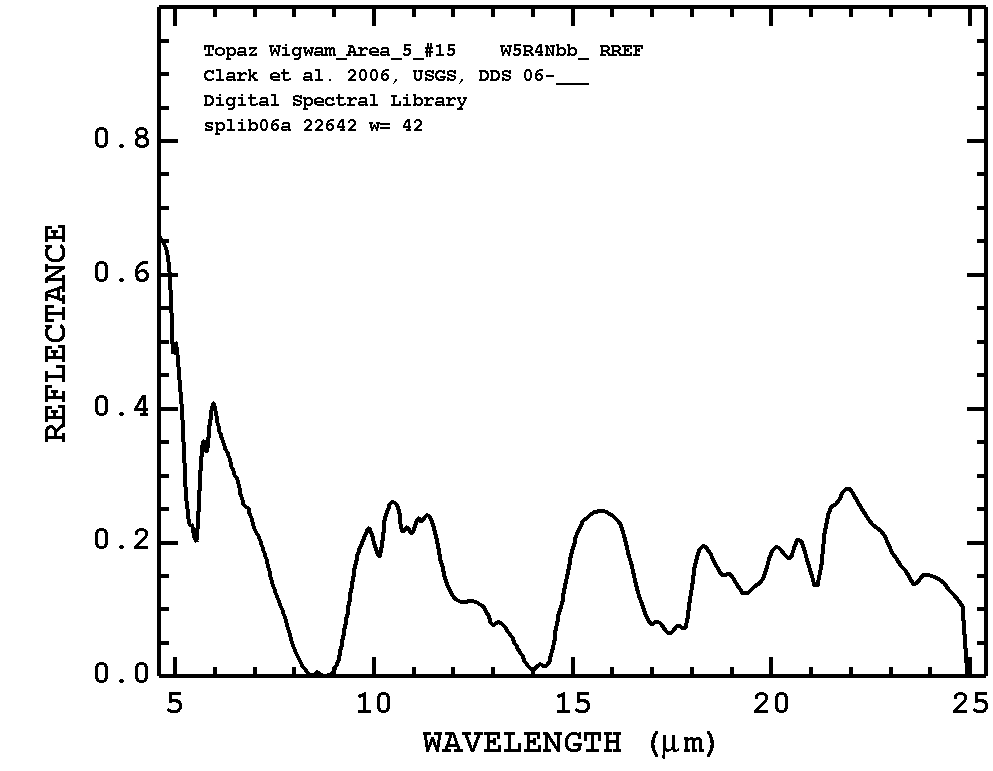 Topaz Wigwam_Area_5_#15 W5R4Nbb_ RREF
Clark et al. 2006, USGS, DDS 06-___
Digital Spectral Library
splib06a 22642 w= 42
REFLECTANCE
0.8
0.6
0.4
0.2
0.0
5 10 15 20 25
WAVELENGTH (μm)